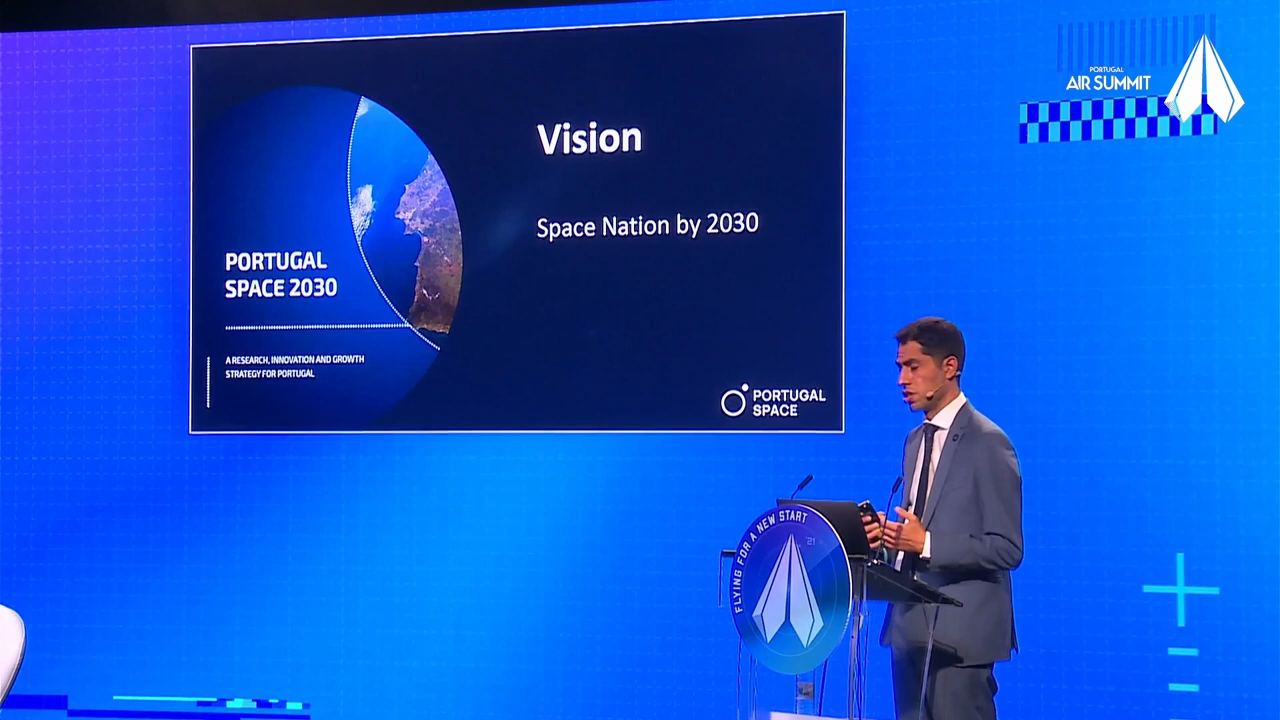 PORTUGAL
AIR SUMMIT
Vision
Space Nation by 2030
PORTUGAL
SPACE 2030
A RESEARCH, INNOVATION AND GROWTH
STRATEGY FOR PORTUGAL
PORTUGAL
SPACE
FLYING FOR A NEW START
'21